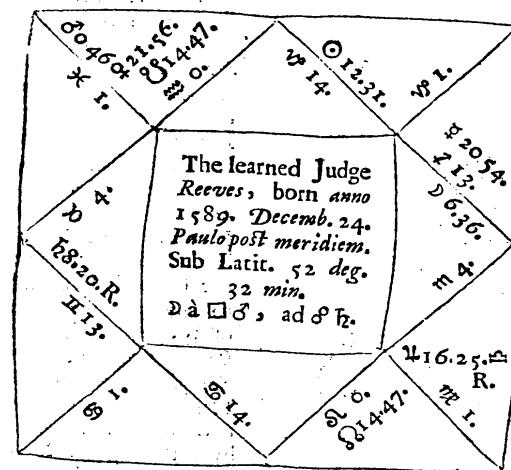 The learned Judge
Reeves, born anno
1589. Decemb. 24.
Paulo post meridiem.
Sub Latit. 52 deg.
32 min.
☽ à □ ♂, ad ☍ ♄.
♑ 14.
☉ 12.31.
♑ 1.
☿ 20 54.
♐ 13.
☽ 6.36.
♏ 4.
♃ 16.25. ♎
R.
♍ 1.
♌ 0.
☊ 14.47.
♋ 14.
♋ 1.
♊ 13.
♄ 8.20. R.
4.
♓ 1.
♂ 0 46
♀ 21.56.
☋ 14.47.
♒ 0.